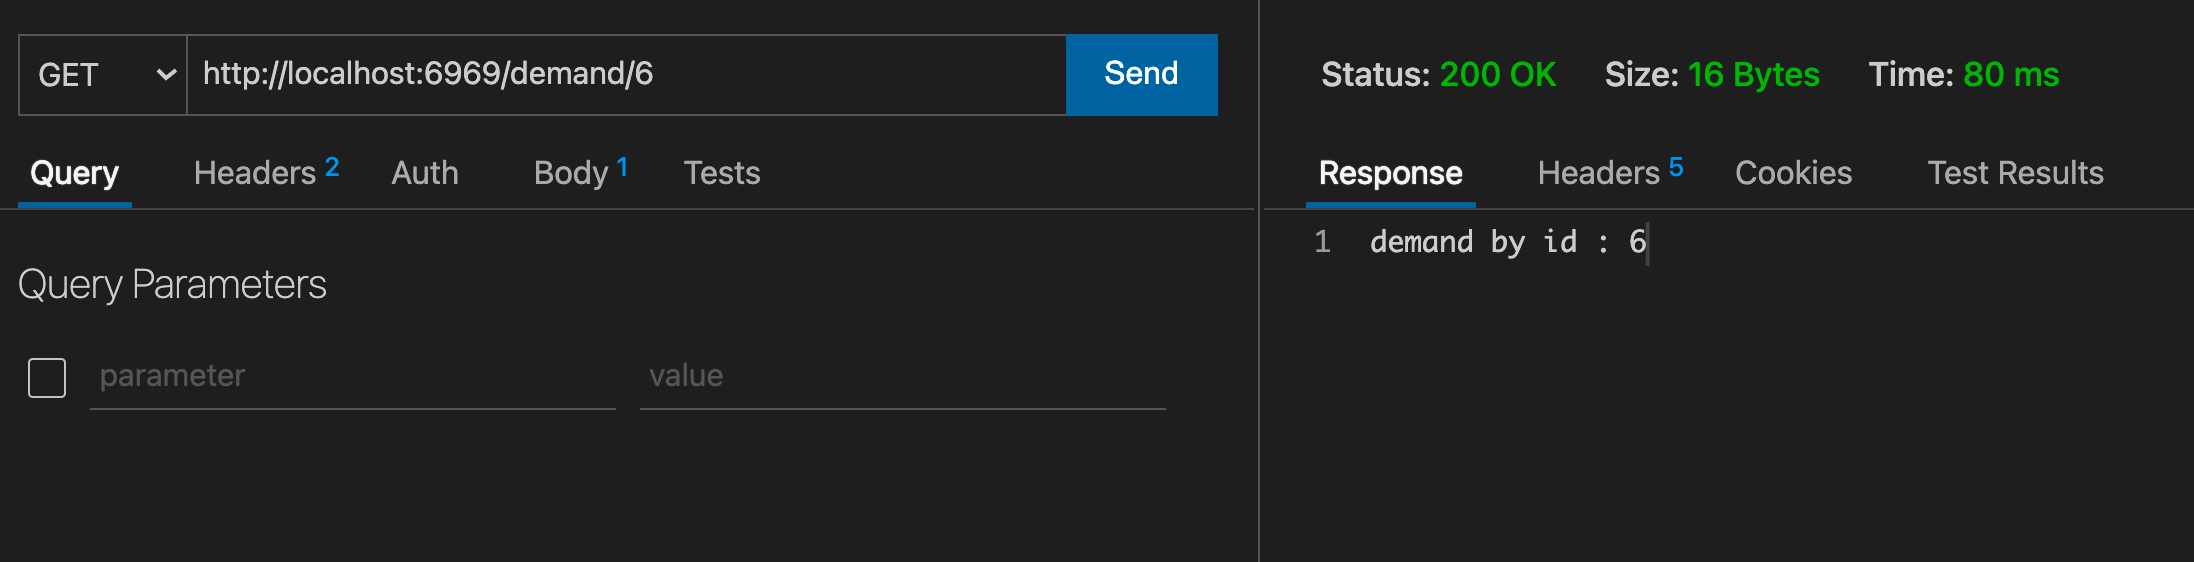 GET http://localhost:6969/demand/6 Send
Query Headers 2 Auth Body 1 Tests
Query Parameters
parameter value
Status: 200 OK Size: 16 Bytes Time: 80 ms
Response Headers 5 Cookies Test Results
1 demand by id : 6